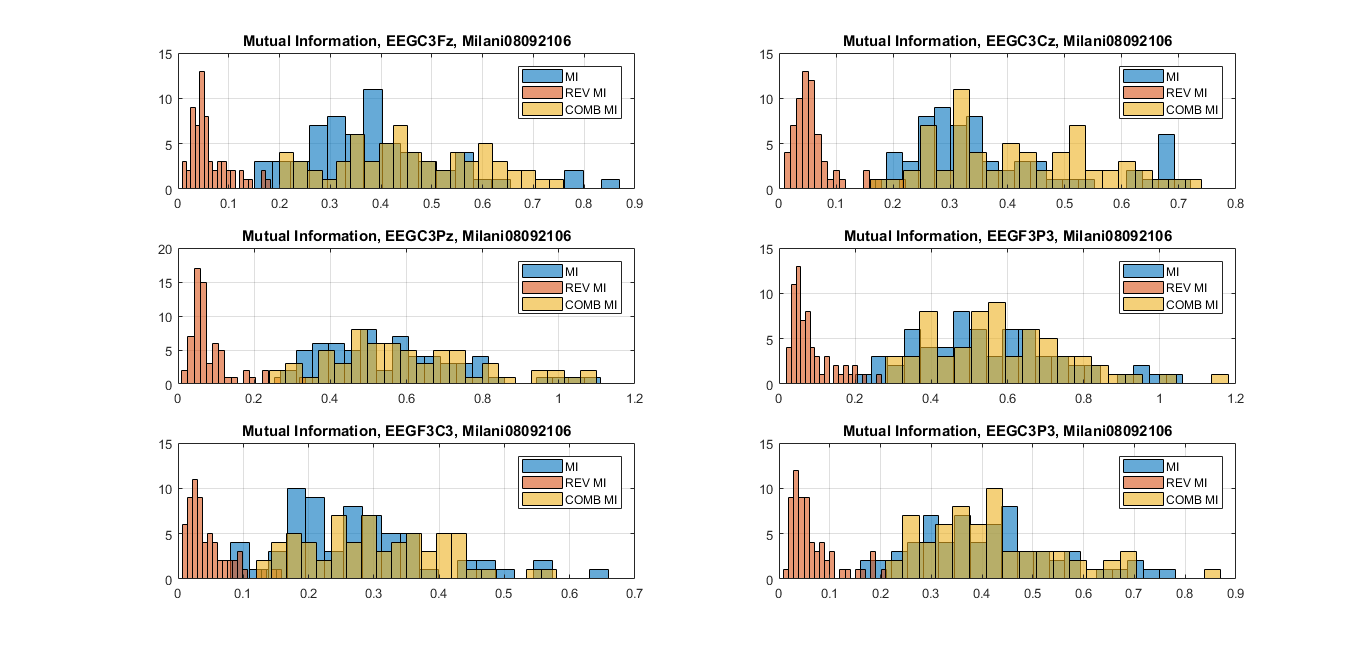 Mutual Information, EEGC3Fz, Milani08092106
15
10
5
0
0 0.1 0.2 0.3 0.4 0.5 0.6 0.7 0.8 0.9
MI
REV MI
COMB MI
Mutual Information, EEGC3Cz, Milani08092106
15
10
5
0
0 0.1 0.2 0.3 0.4 0.5 0.6 0.7 0.8
MI
REV MI
COMB MI
Mutual Information, EEGC3Pz, Milani08092106
20
15
10
5
0
0 0.2 0.4 0.6 0.8 1 1.2
MI
REV MI
COMB MI
Mutual Information, EEGF3P3, Milani08092106
15
10
5
0
0 0.2 0.4 0.6 0.8 1 1.2
MI
REV MI
COMB MI
Mutual Information, EEGF3C3, Milani08092106
15
10
5
0
0 0.1 0.2 0.3 0.4 0.5 0.6 0.7
MI
REV MI
COMB MI
Mutual Information, EEGC3P3, Milani08092106
15
10
5
0
0 0.1 0.2 0.3 0.4 0.5 0.6 0.7 0.8 0.9
MI
REV MI
COMB MI